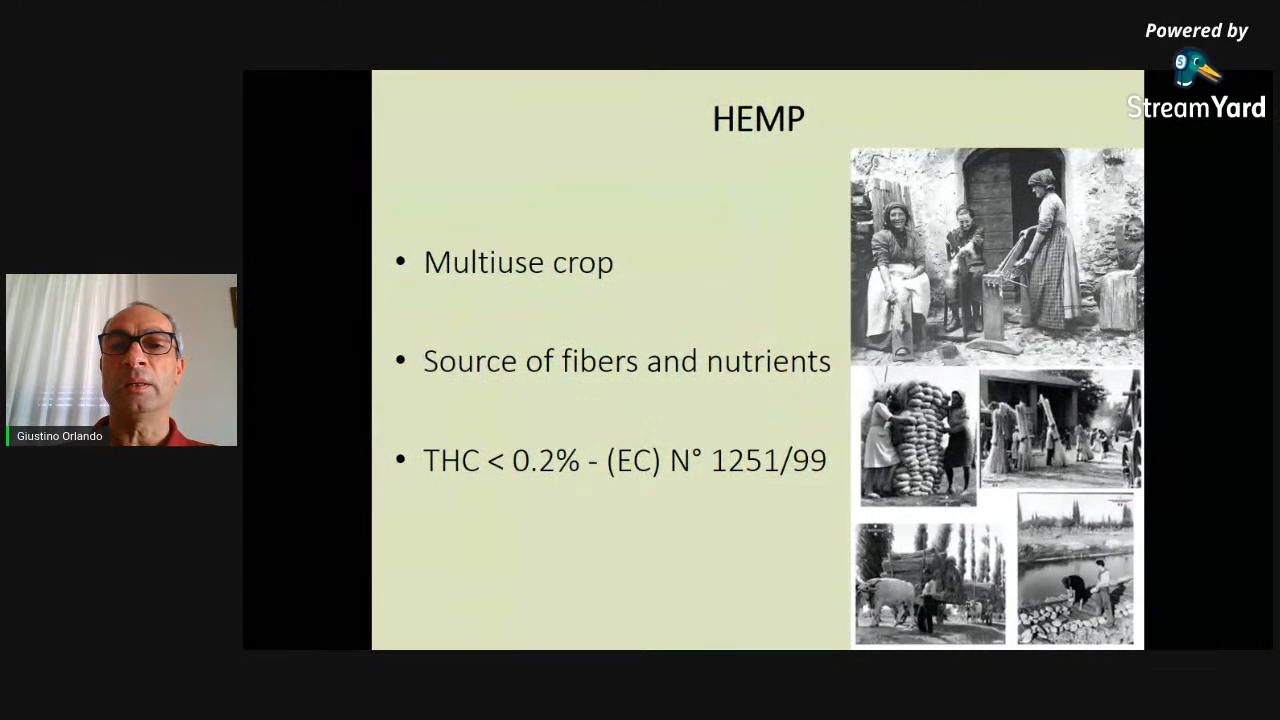 Powered by
StreamYard
HEMP
• Multiuse crop
• Source of fibers and nutrients
• THC < 0.2% - (EC) N° 1251/99
Giustino Orlando